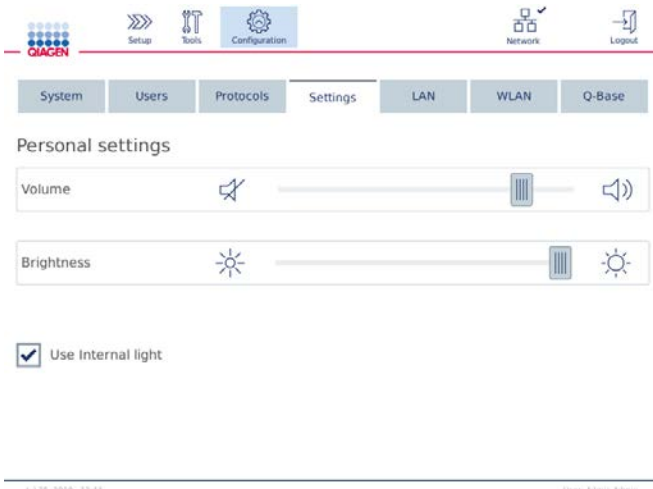 QIAGEN
Setup
Tools
Configuration
Network
Logout
System Users Protocols Settings LAN WLAN Q-Base
Personal settings
Volume
Brightness
Use Internal light